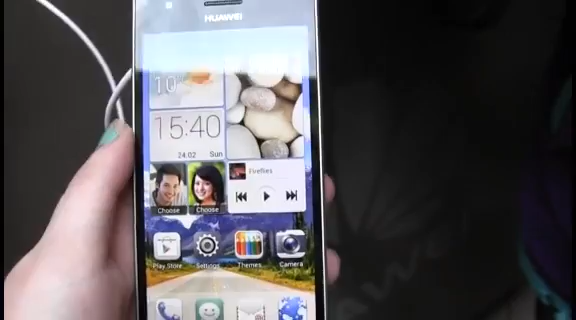 HUAWEI
10°
15:40
24.02 Sun
Fireflies
Choose Choose
Play Store Settings Themes Camera